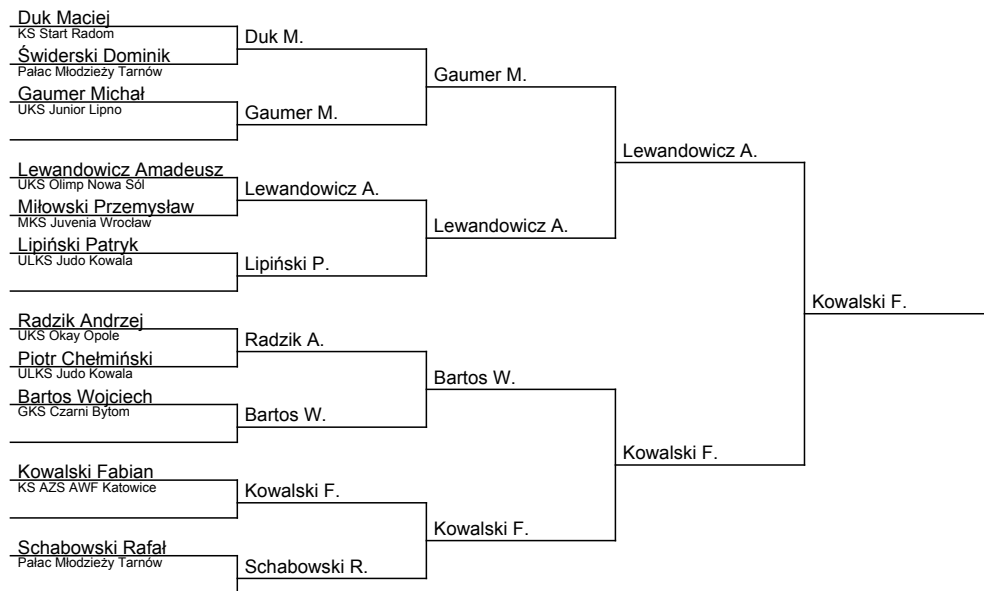 Duk Maciej
KS Start Radom
Świderski Dominik
Pałac Młodzieży Tarnów
Gaumer Michał
UKS Junior Lipno
Lewandowicz Amadeusz
UKS Olimp Nowa Sól
Miłowski Przemysław
MKS Juvenia Wrocław
Lipiński Patryk
ULKS Judo Kowala
Radzik Andrzej
UKS Okay Opole
Piotr Chełmiński
ULKS Judo Kowala
Bartos Wojciech
GKS Czarni Bytom
Kowalski Fabian
KS AZS AWF Katowice
Schabowski Rafał
Pałac Młodzieży Tarnów
Duk M.
Gaumer M.
Lewandowicz A.
Lipiński P.
Radzik A.
Bartos W.
Kowalski F.
Schabowski R.
Gaumer M.
Lewandowicz A.
Bartos W.
Kowalski F.
Lewandowicz A.
Kowalski F.
Kowalski F.